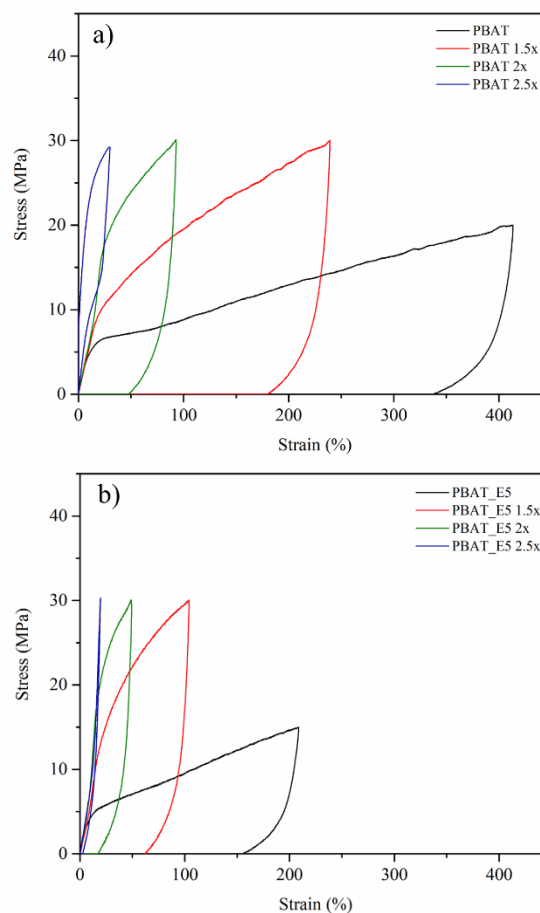 a)
PBAT
PBAT 1.5x
PBAT 2x
PBAT 2.5x
40
30
20
10
0
Stress (MPa)
0 100 200 300 400
Strain (%)
b)
PBAT_E5
PBAT_E5 1.5x
PBAT_E5 2x
PBAT_E5 2.5x
40
30
20
10
0
Stress (MPa)
0 100 200 300 400
Strain (%)